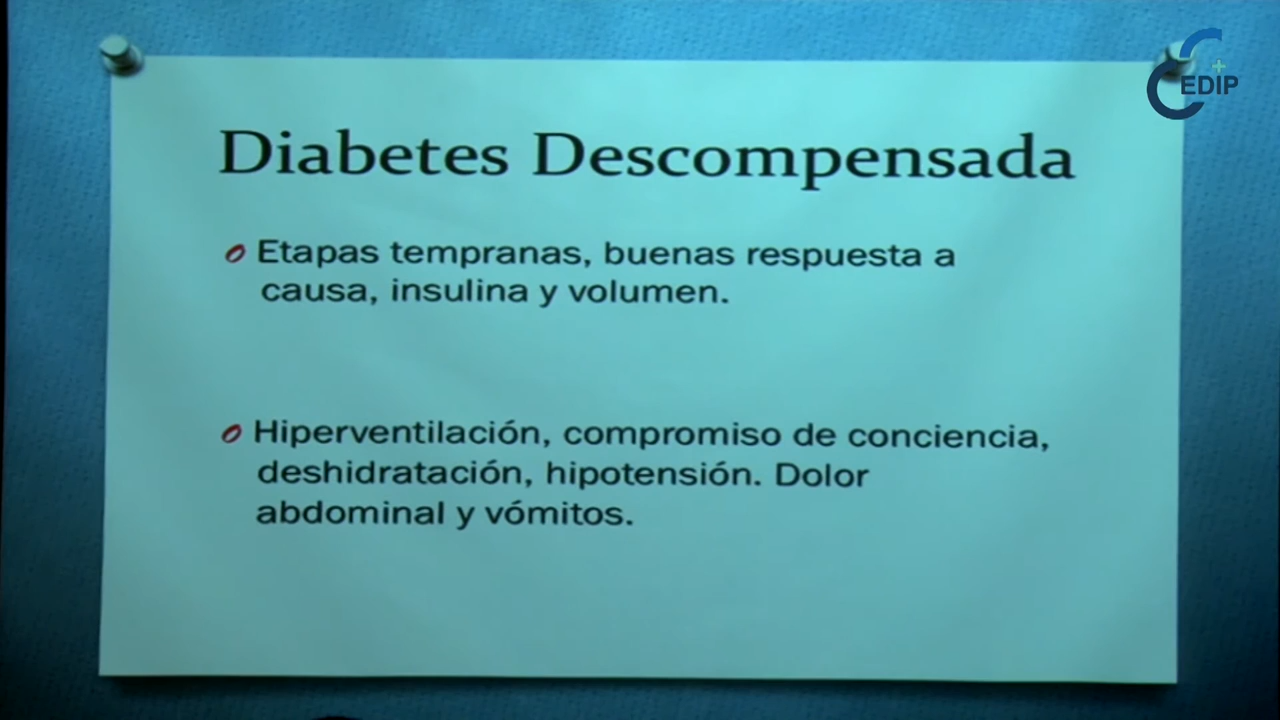 EDIP
Diabetes Descompensada
Etapas tempranas, buenas respuesta a
causa, insulina y volumen.
Hiperventilación, compromiso de conciencia,
deshidratación, hipotensión. Dolor
abdominal y vómitos.